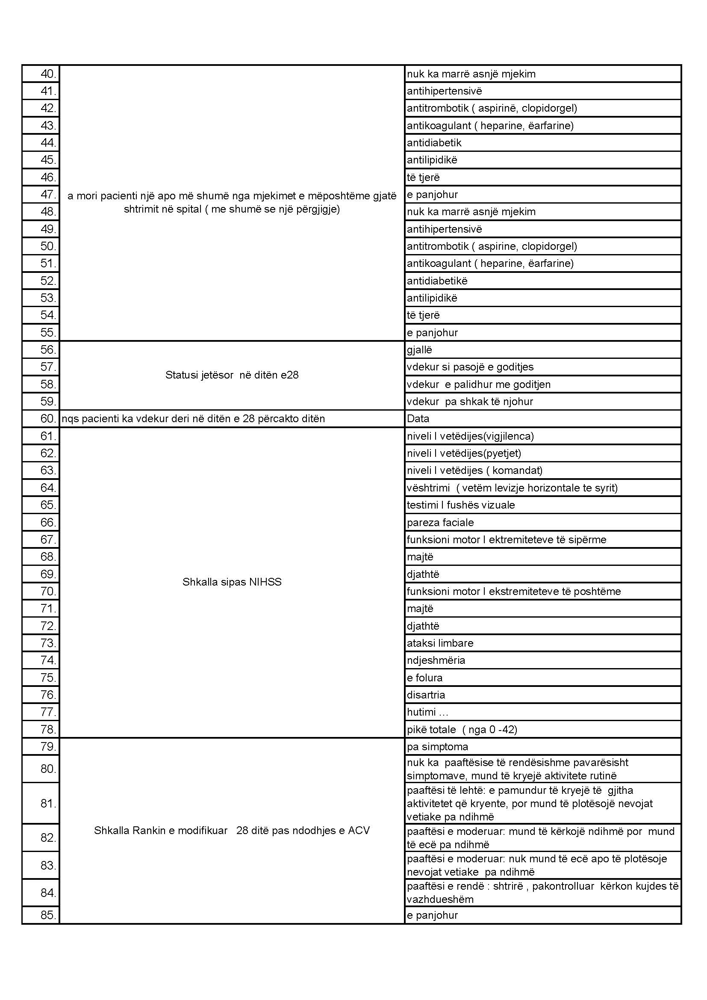 40. nuk ka marrë asnjë mjekim
41. antihipertensivë
42. antitrombotik ( aspirinë, clopidorgel)
43. antikoagulant ( heparine, ëarfarine)
44. antidiabetik
45. antilipidikë
46. të tjerë
a mori pacienti një apo më shumë nga mjekimet e mëposhtëme gjatë
shtrimit në spital ( me shumë se një përgjigje)
47. e panjohur
48. nuk ka marrë asnjë mjekim
49. antihipertensivë
50. antitrombotik ( aspirine, clopidorgel)
51. antikoagulant ( heparine, ëarfarine)
52. antidiabetikë
53. antilipidikë
54. të tjerë
55. e panjohur
Statusi jetësor në ditën e28
56. gjallë
57. vdekur si pasojë e goditjes
58. vdekur e palidhur me goditjen
59. vdekur pa shkak të njohur
60. nqs pacienti ka vdekur deri në ditën e 28 përcakto ditën Data
Shkalla sipas NIHSS
61. niveli I vetëdijes(vigjilenca)
62. niveli I vetëdijes(pyetjet)
63. niveli I vetëdijes ( komandat)
64. vështrimi ( vetëm levizje horizontale te syrit)
65. testimi I fushës vizuale
66. pareza faciale
67. funksioni motor I ektremiteteve të sipërme
68. majtë
69. djathtë
70. funksioni motor I ekstremiteteve të poshtëme
71. majtë
72. djathtë
73. ataksi limbare
74. ndjeshmëria
75. e folura
76. disartria
77. hutimi ...
78. pikë totale ( nga 0 -42)
Shkalla Rankin e modifikuar 28 ditë pas ndodhjes e ACV
79. pa simptoma
80. nuk ka paaftësise të rendësishme pavarësisht
simptomave, mund të kryejë aktivitete rutinë
81. paaftësi të lehtë: e pamundur të kryejë të gjitha
aktivitetet që kryente, por mund të plotësojë nevojat
vetiake pa ndihmë
82. paaftësi e moderuar: mund të kërkojë ndihmë por mund
të ecë pa ndihmë
83. paaftësi e moderuar: nuk mund të ecë apo të plotësoje
nevojat vetiake pa ndihmë
84. paaftësi e rendë : shtrirë , pakontrolluar kërkon kujdes të
vazhdueshëm
85. e panjohur